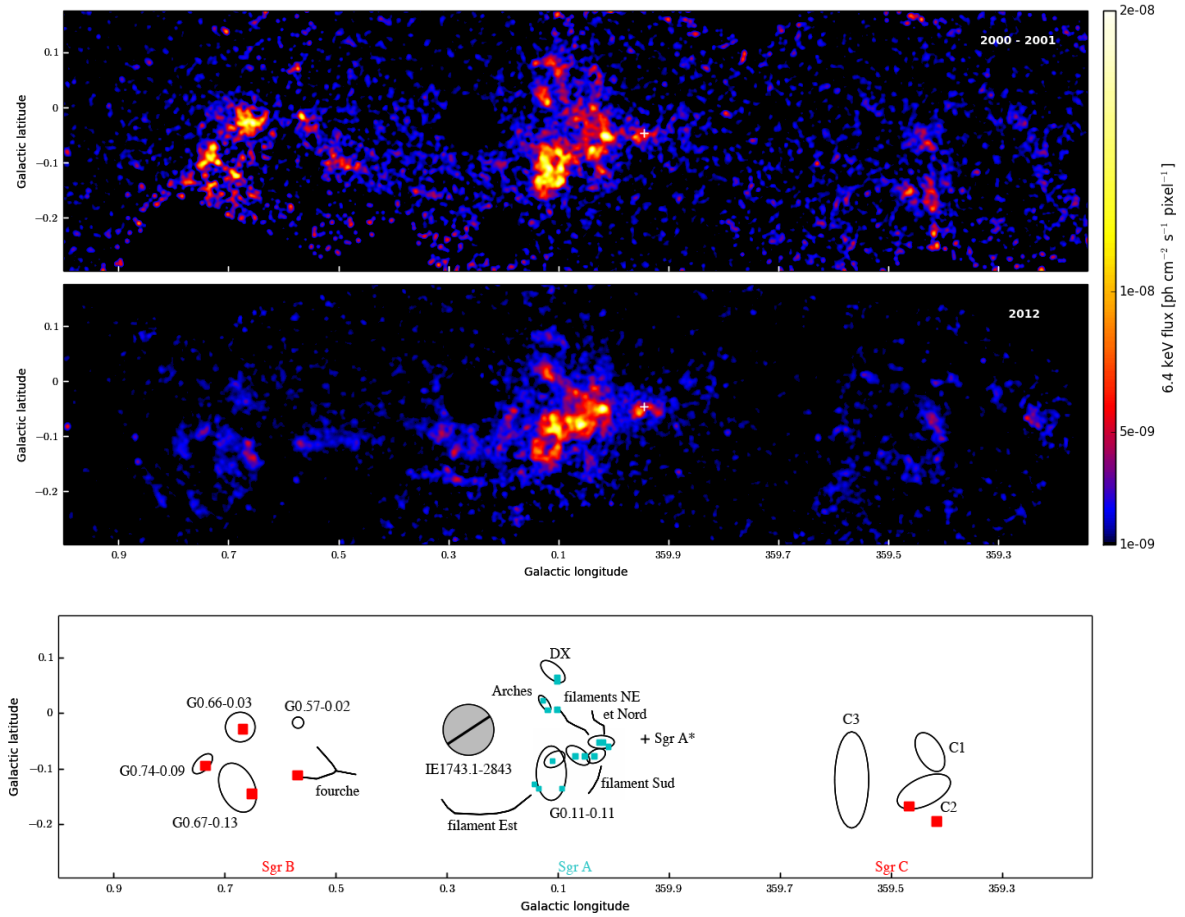 2e-08
2000 - 2001
0.1
0
−0.1
−0.2
Galactic latitude
1e-08
6.4 keV flux [ph cm⁻² s⁻¹ pixel⁻¹]
5e-09
1e-09
2012
0.1
0
−0.1
−0.2
Galactic latitude
0.9 0.7 0.5 0.3 0.1 359.9 359.7 359.5 359.3
Galactic longitude
0.1
0
−0.1
−0.2
Galactic latitude
DX
Arches
filaments NE
et Nord
G0.66-0.03
G0.57-0.02
+ Sgr A*
C3
C1
G0.74-0.09
IE1743.1-2843
fourche
filament Sud
G0.67-0.13
filament Est
G0.11-0.11
C2
Sgr B
Sgr A
Sgr C
0.9 0.7 0.5 0.3 0.1 359.9 359.7 359.5 359.3
Galactic longitude